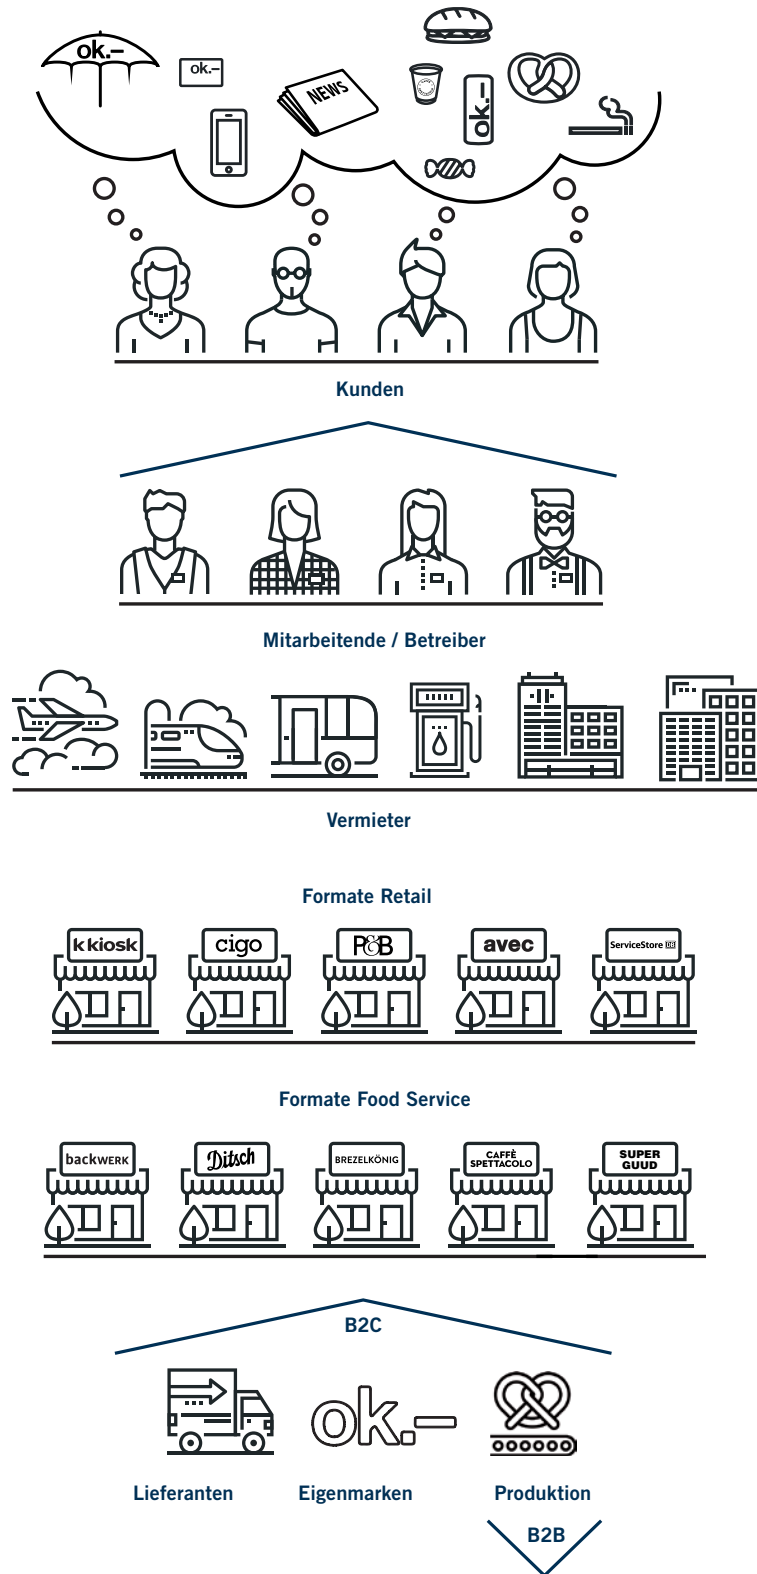 ok.–
ok.–
NEWS
ok.–
Kunden
Mitarbeitende / Betreiber
Vermieter
Formate Retail
k kiosk
cigo
P&B
avec
ServiceStore DB
Formate Food Service
backWERK
Ditsch
BREZELKÖNIG
CAFFÈ
SPETTACOLO
SUPER
GUUD
B2C
ok.–
Lieferanten
Eigenmarken
Produktion
B2B